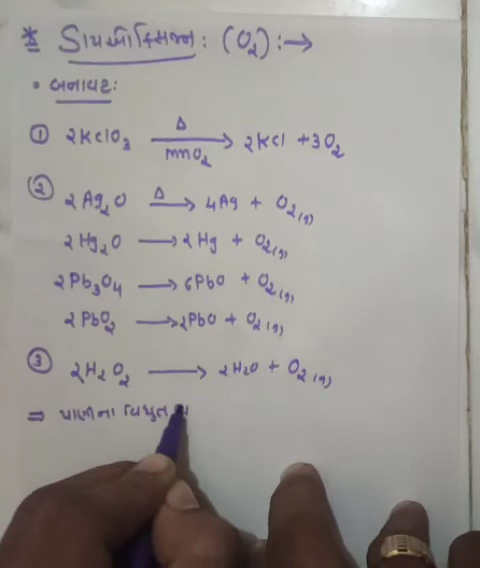 * ડાયઓક્સિજન : (O₂) :→
• બનાવટ:
① 2KClO₃ —Δ/MnO₂→ 2KCl + 3O₂
② 2Ag₂O —Δ→ 4Ag + O₂(g)
2Hg₂O → 2Hg + O₂(g)
2Pb₃O₄ → 6PbO + O₂(g)
2PbO₂ → 2PbO + O₂(g)
③ 2H₂O₂ → 2H₂O + O₂(g)
⇒ પાણીના વિદ્યુત